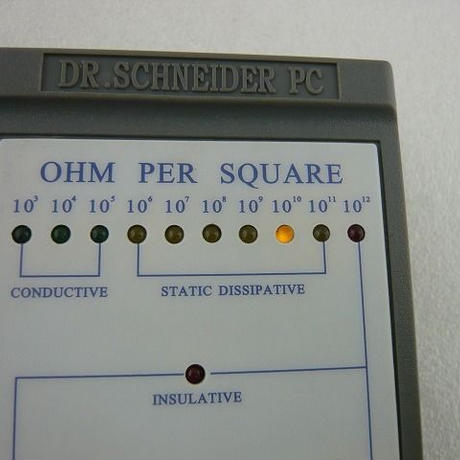 DR.SCHNEIDER PC
OHM PER SQUARE
10³ 10⁴ 10⁵ 10⁶ 10⁷ 10⁸ 10⁹ 10¹⁰ 10¹¹ 10¹²
CONDUCTIVE STATIC DISSIPATIVE
INSULATIVE